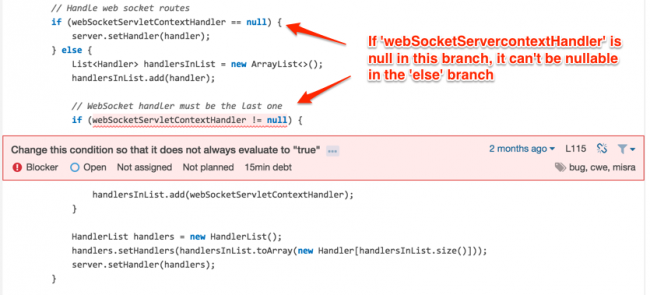 // Handle web socket routes
if (webSocketServletContextHandler == null) {
server.setHandler(handler);
} else {
List<Handler> handlersInList = new ArrayList<>();
handlersInList.add(handler);
// WebSocket handler must be the last one
if (webSocketServletContextHandler != null) {
If 'webSocketServercontextHandler' is
null in this branch, it can't be nullable
in the 'else' branch
Change this condition so that it does not always evaluate to "true" ...
2 months ago L115
Blocker Open Not assigned Not planned 15min debt
bug, cwe, misra
handlersInList.add(webSocketServletContextHandler);
}
HandlerList handlers = new HandlerList();
handlers.setHandlers(handlersInList.toArray(new Handler[handlersInList.size()]));
server.setHandler(handlers);
}